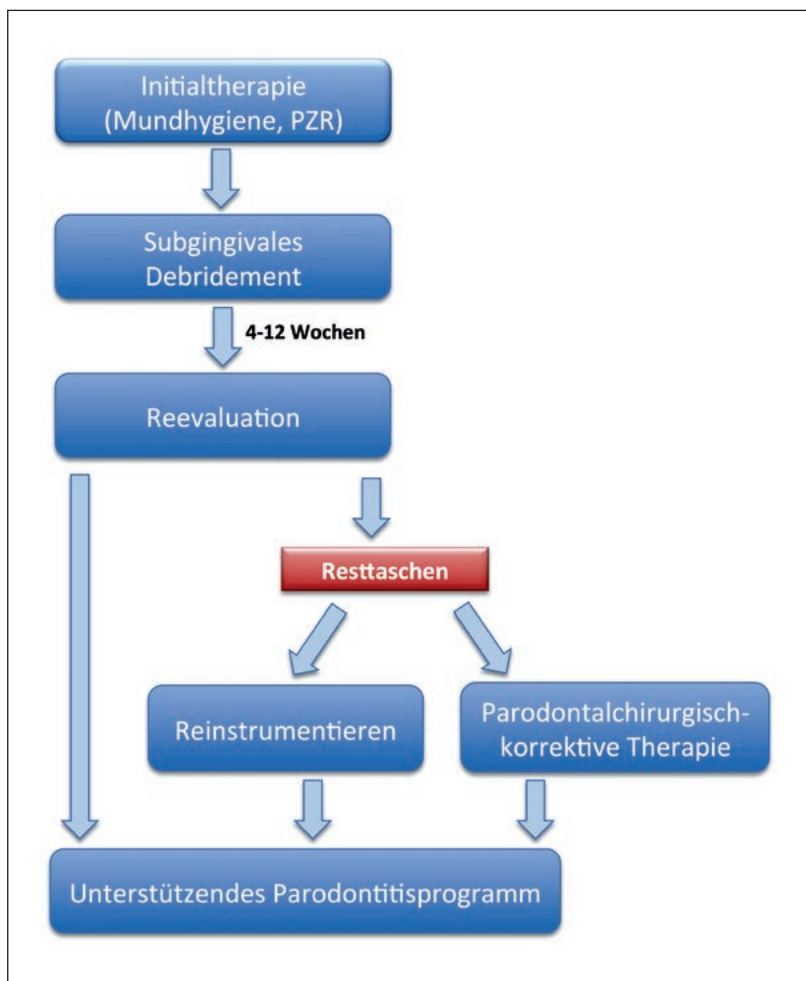 Initialtherapie
(Mundhygiene, PZR)
Subgingivales
Debridement
4-12 Wochen
Reevaluation
Resttaschen
Reinstrumentieren
Parodontalchirurgisch-
korrektive Therapie
Unterstützendes Parodontitisprogramm